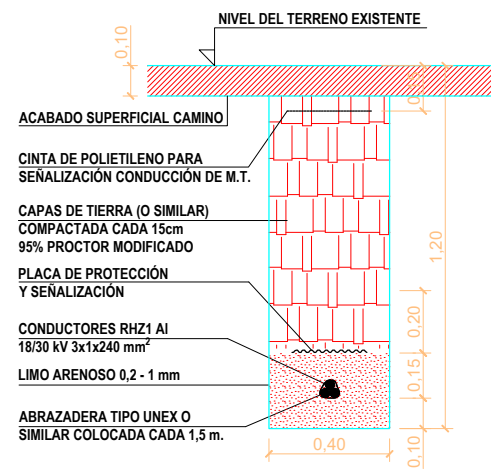 NIVEL DEL TERRENO EXISTENTE
0,10
ACABADO SUPERFICIAL CAMINO
CINTA DE POLIETILENO PARA
SEÑALIZACIÓN CONDUCCIÓN DE M.T.
CAPAS DE TIERRA (O SIMILAR)
COMPACTADA CADA 15cm
95% PROCTOR MODIFICADO
1,20
PLACA DE PROTECCIÓN
Y SEÑALIZACIÓN
0,20
CONDUCTORES RHZ1 Al
18/30 kV 3x1x240 mm²
0,15
LIMO ARENOSO 0,2 - 1 mm
ABRAZADERA TIPO UNEX O
SIMILAR COLOCADA CADA 1,5 m.
0,40
0,10